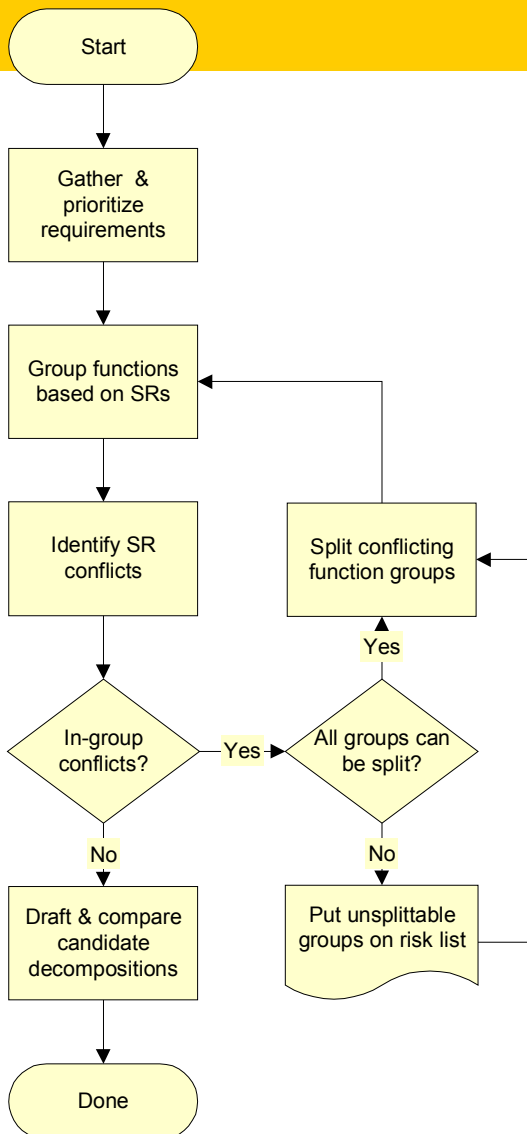 Start
Gather  &
prioritize
requirements
Group functions
based on SRs
Identify SR
conflicts
Split conflicting
function groups
Yes
In-group
conflicts?
Yes
All groups can
be split?
No
No
Draft & compare
candidate
decompositions
Put unsplittable
groups on risk list
Done